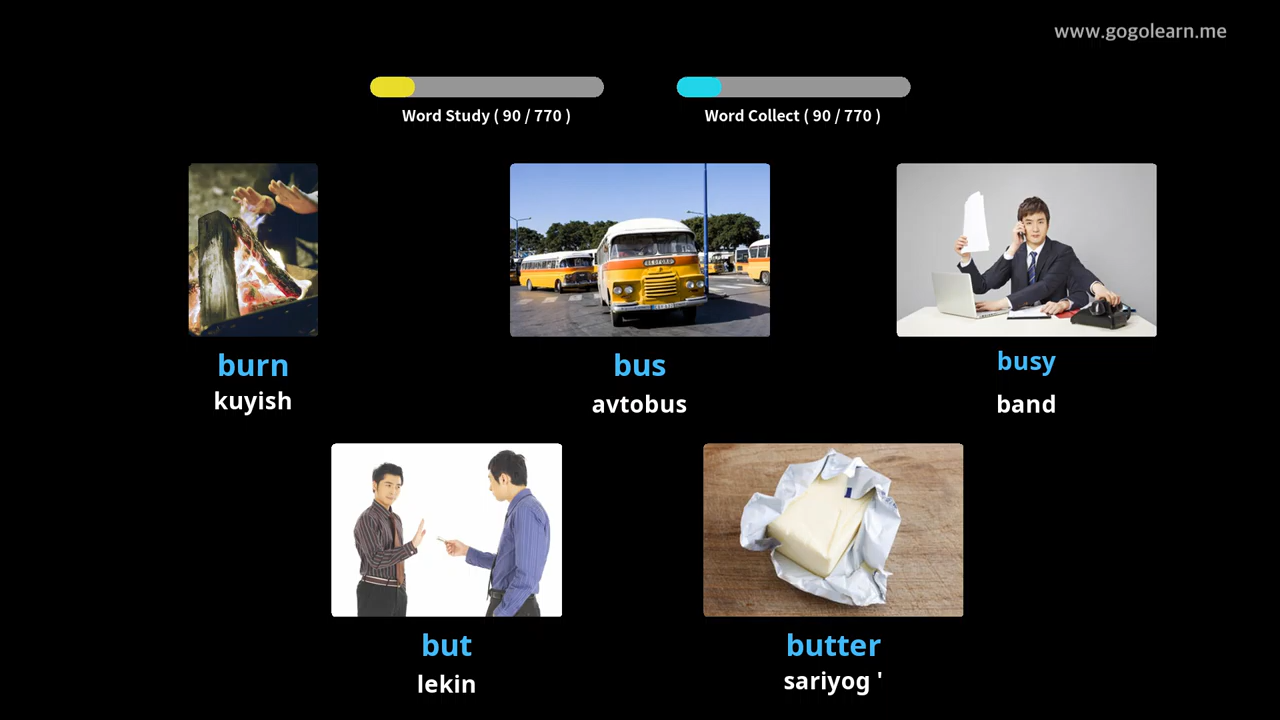 www.gogolearn.me
Word Study ( 90 / 770 )
Word Collect ( 90 / 770 )
burn
kuyish
bus
avtobus
busy
band
but
lekin
butter
sariyog '